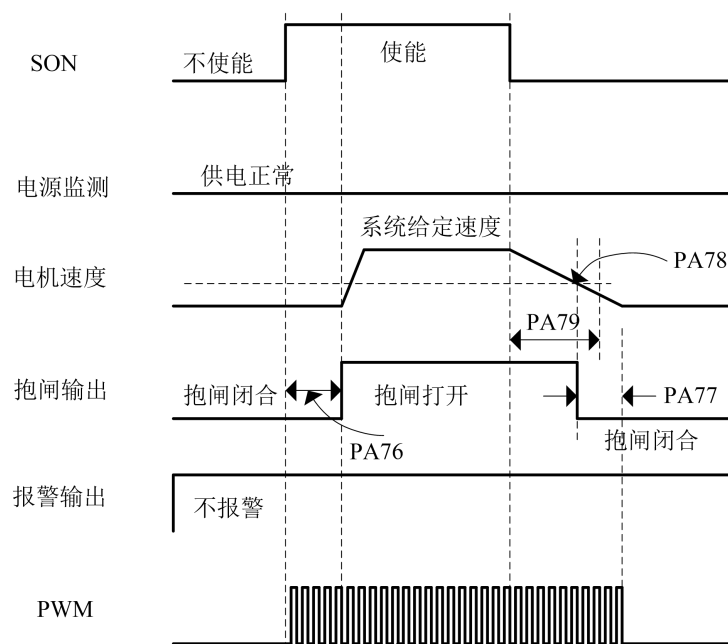 SON
不使能
使能
电源监测
供电正常
系统给定速度
电机速度
PA78
PA79
抱闸输出
抱闸闭合
抱闸打开
PA77
抱闸闭合
PA76
报警输出
不报警
PWM